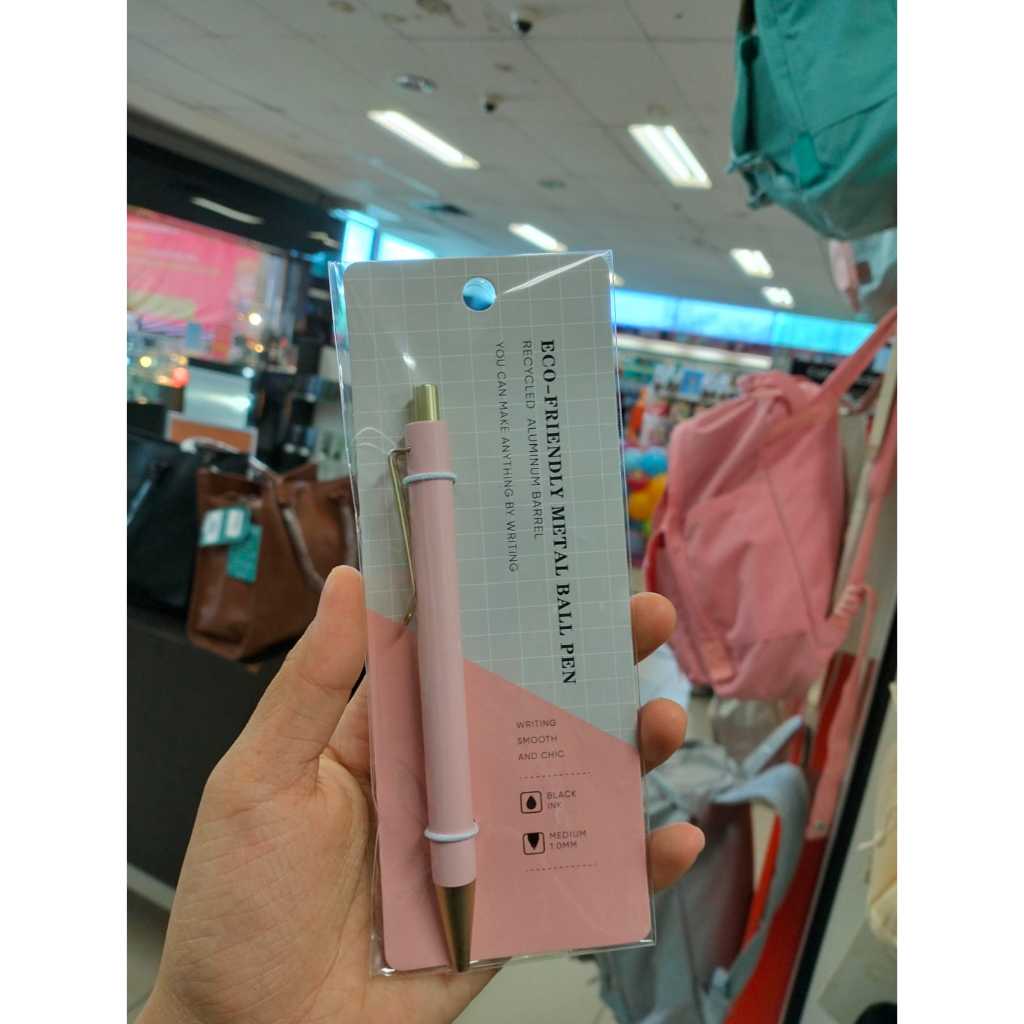 ECO-FRIENDLY METAL BALL PEN
RECYCLED ALUMINUM BARREL
YOU CAN MAKE ANYTHING BY WRITING
WRITING
SMOOTH
AND CHIC
BLACK
INK
MEDIUM
1.0MM